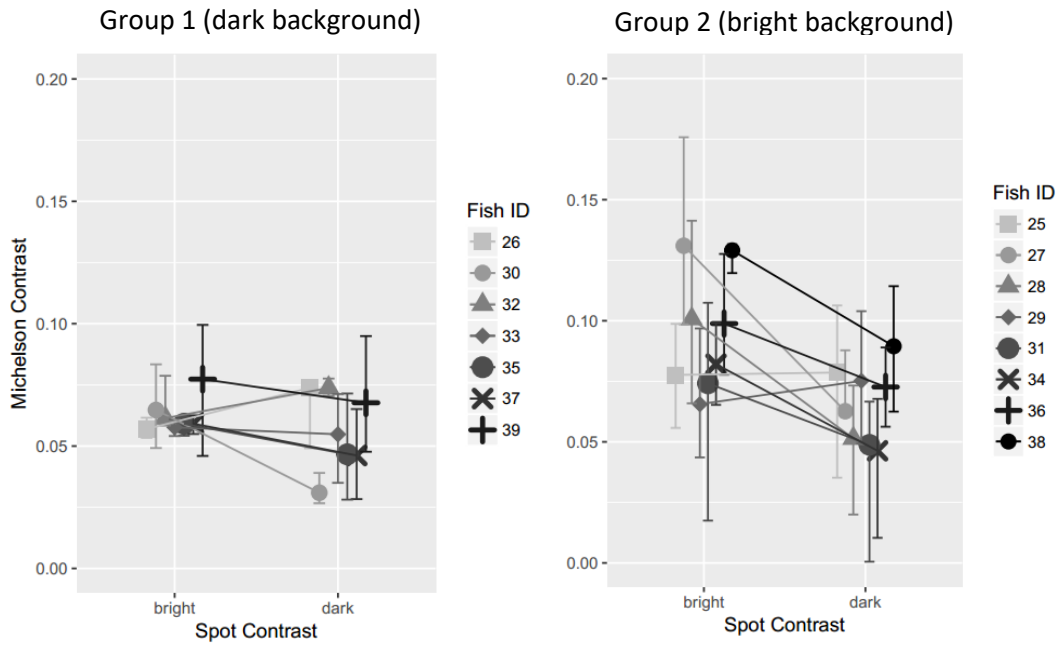 Group 1 (dark background)
Michelson Contrast
0.20
0.15
0.10
0.05
0.00
bright
dark
Spot Contrast
Fish ID
26
30
32
33
35
37
39
Group 2 (bright background)
0.20
0.15
0.10
0.05
0.00
bright
dark
Spot Contrast
Fish ID
25
27
28
29
31
34
36
38